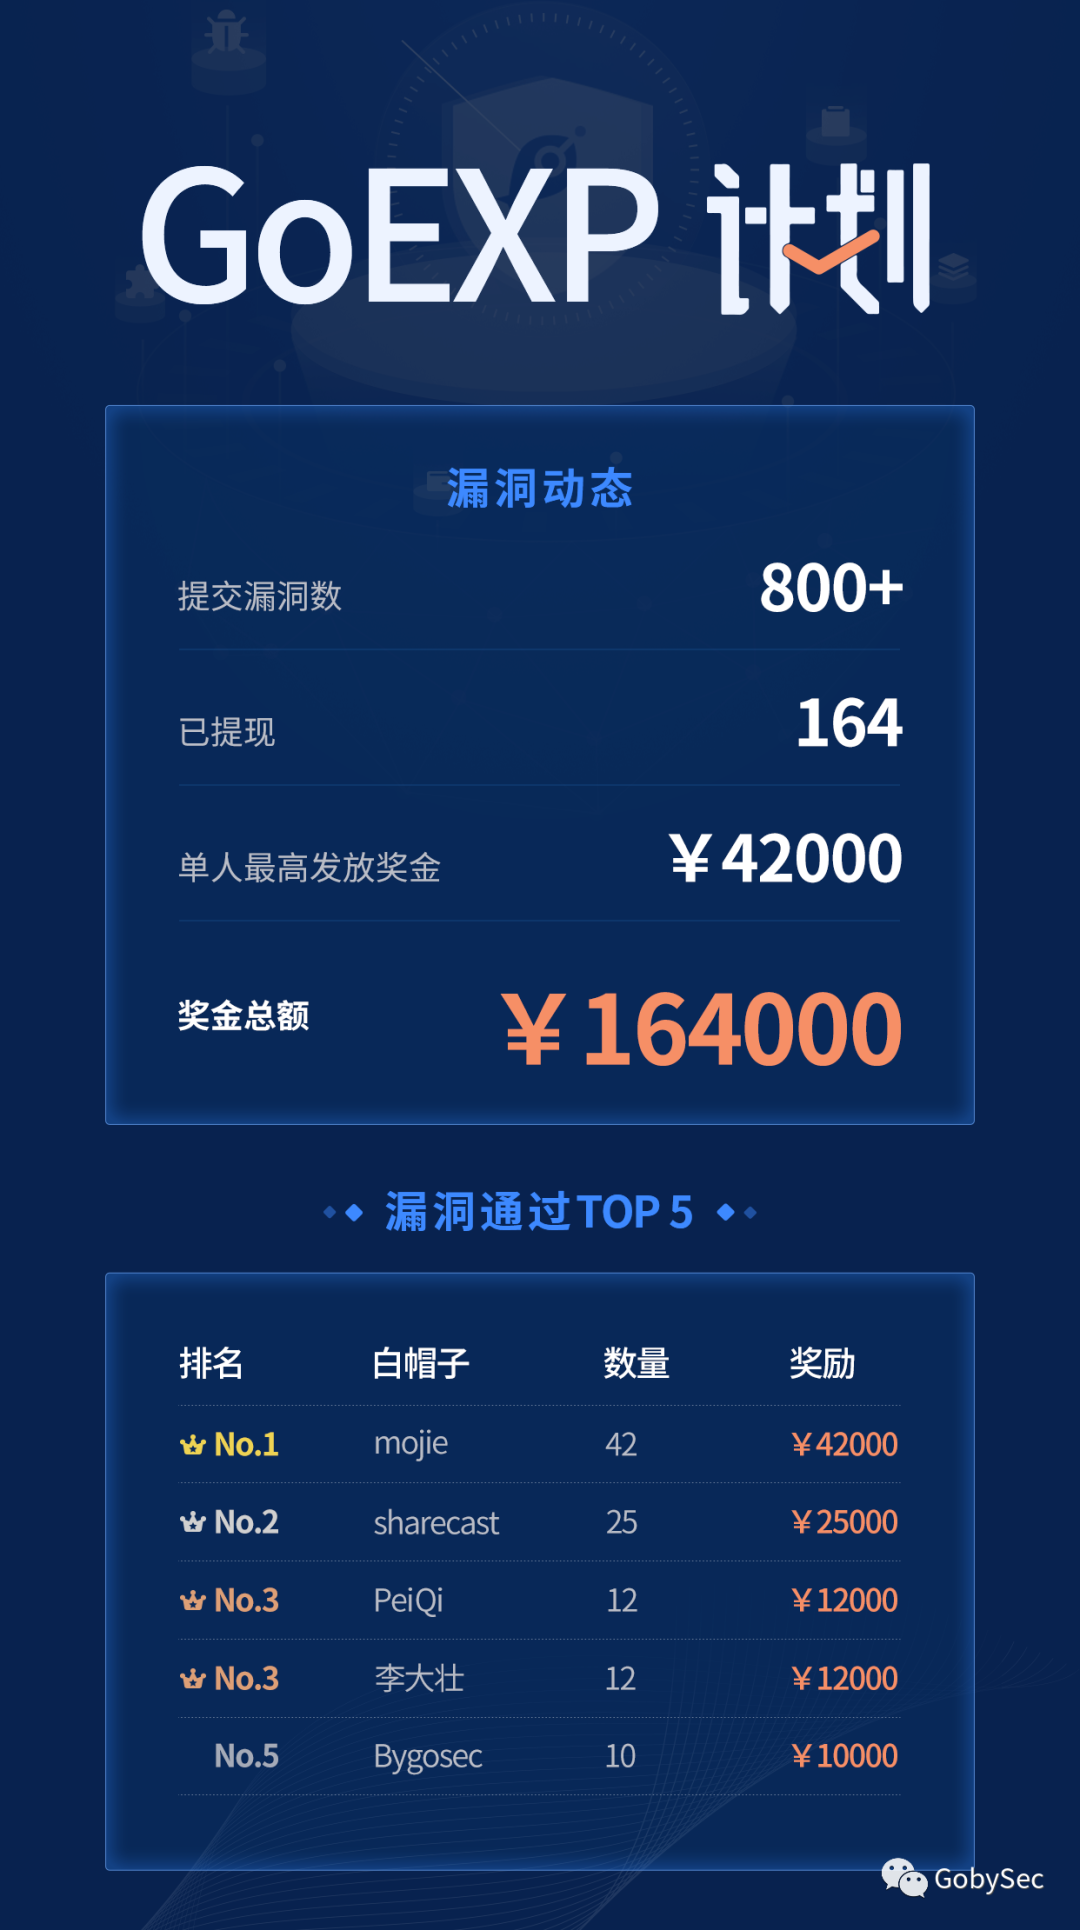 GoEXP 计划
漏洞动态
提交漏洞数 800+
已提现 164
单人最高发放奖金 ￥42000
奖金总额 ￥164000
漏洞通过TOP 5
排名 白帽子 数量 奖励
No.1 mojie 42 ￥42000
No.2 sharecast 25 ￥25000
No.3 PeiQi 12 ￥12000
No.3 李大壮 12 ￥12000
No.5 Bygosec 10 ￥10000
GobySec